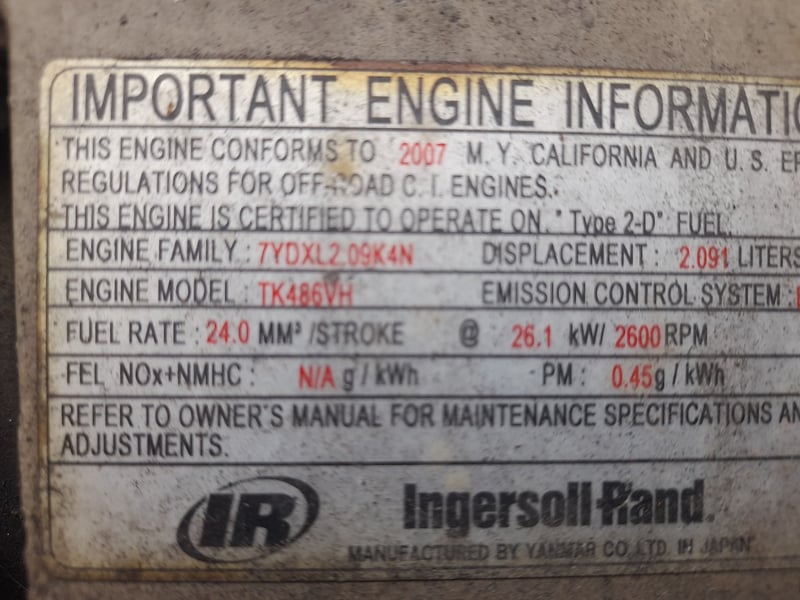 IMPORTANT ENGINE INFORMATIO
THIS ENGINE CONFORMS TO 2007 M.Y. CALIFORNIA AND U.S. EP
REGULATIONS FOR OFF-ROAD C.I. ENGINES.
THIS ENGINE IS CERTIFIED TO OPERATE ON "Type 2-D" FUEL.
ENGINE FAMILY : 7YDXL2.09K4N DISPLACEMENT : 2.091 LITERS
ENGINE MODEL : TK486VH EMISSION CONTROL SYSTEM :
FUEL RATE : 24.0 MM³ /STROKE @ 26.1 kW/ 2600 RPM
FEL NOx+NMHC : N/A g / kWh PM : 0.45 g / kWh
REFER TO OWNER'S MANUAL FOR MAINTENANCE SPECIFICATIONS AN
ADJUSTMENTS.
IR Ingersoll-Rand.
MANUFACTURED BY YANMAR CO.,LTD. IN JAPAN